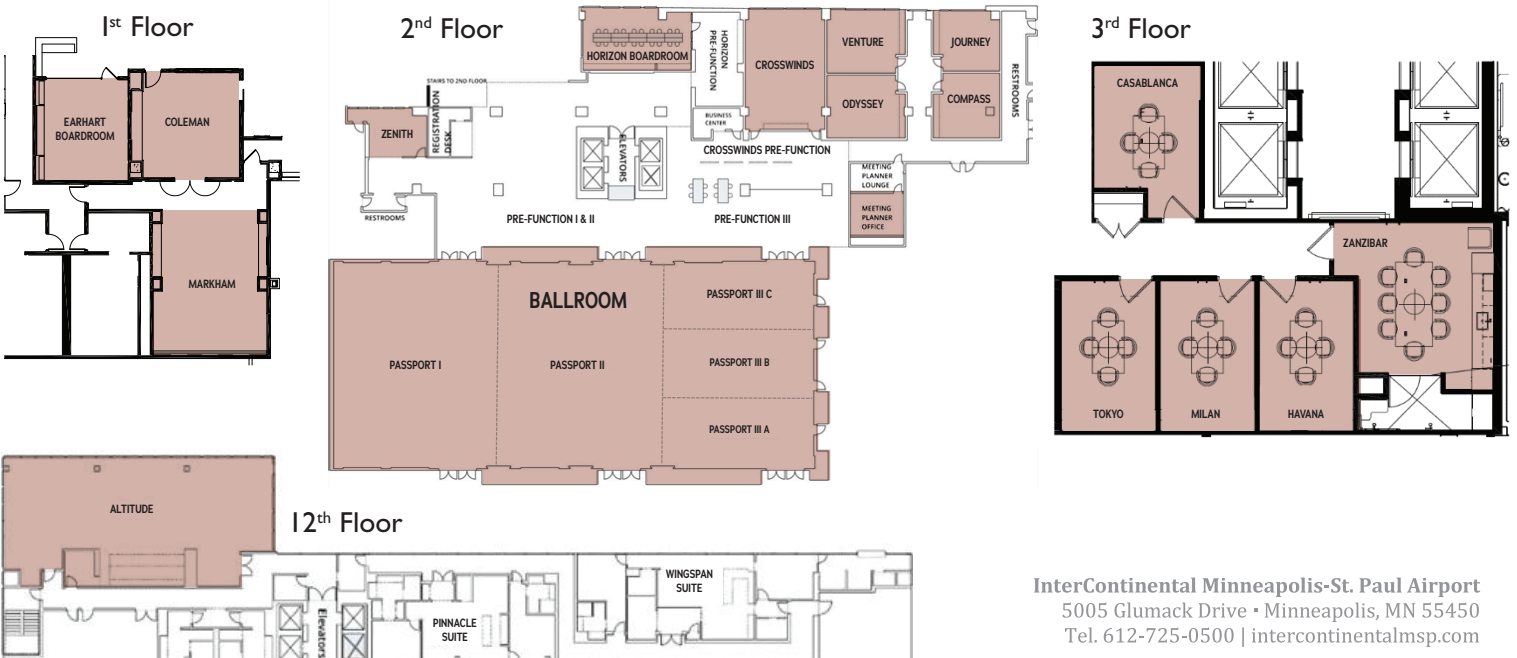 1st Floor
EARHART
BOARDROOM
COLEMAN
MARKHAM
2nd Floor
HORIZON BOARDROOM
HORIZON
PRE-FUNCTION
CROSSWINDS
VENTURE
ODYSSEY
JOURNEY
COMPASS
RESTROOMS
STAIRS TO 2ND FLOOR
REGISTRATION
DESK
ZENITH
BUSINESS
CENTER
ELEVATORS
CROSSWINDS PRE-FUNCTION
MEETING
PLANNER
LOUNGE
MEETING
PLANNER
OFFICE
RESTROOMS
PRE-FUNCTION I & II
PRE-FUNCTION III
BALLROOM
PASSPORT I
PASSPORT II
PASSPORT III C
PASSPORT III B
PASSPORT III A
3rd Floor
CASABLANCA
ZANZIBAR
TOKYO
MILAN
HAVANA
12th Floor
ALTITUDE
Elevators
PINNACLE
SUITE
WINGSPAN
SUITE
InterContinental Minneapolis-St. Paul Airport
5005 Glumack Drive ▪ Minneapolis, MN 55450
Tel. 612-725-0500 | intercontinentalmsp.com